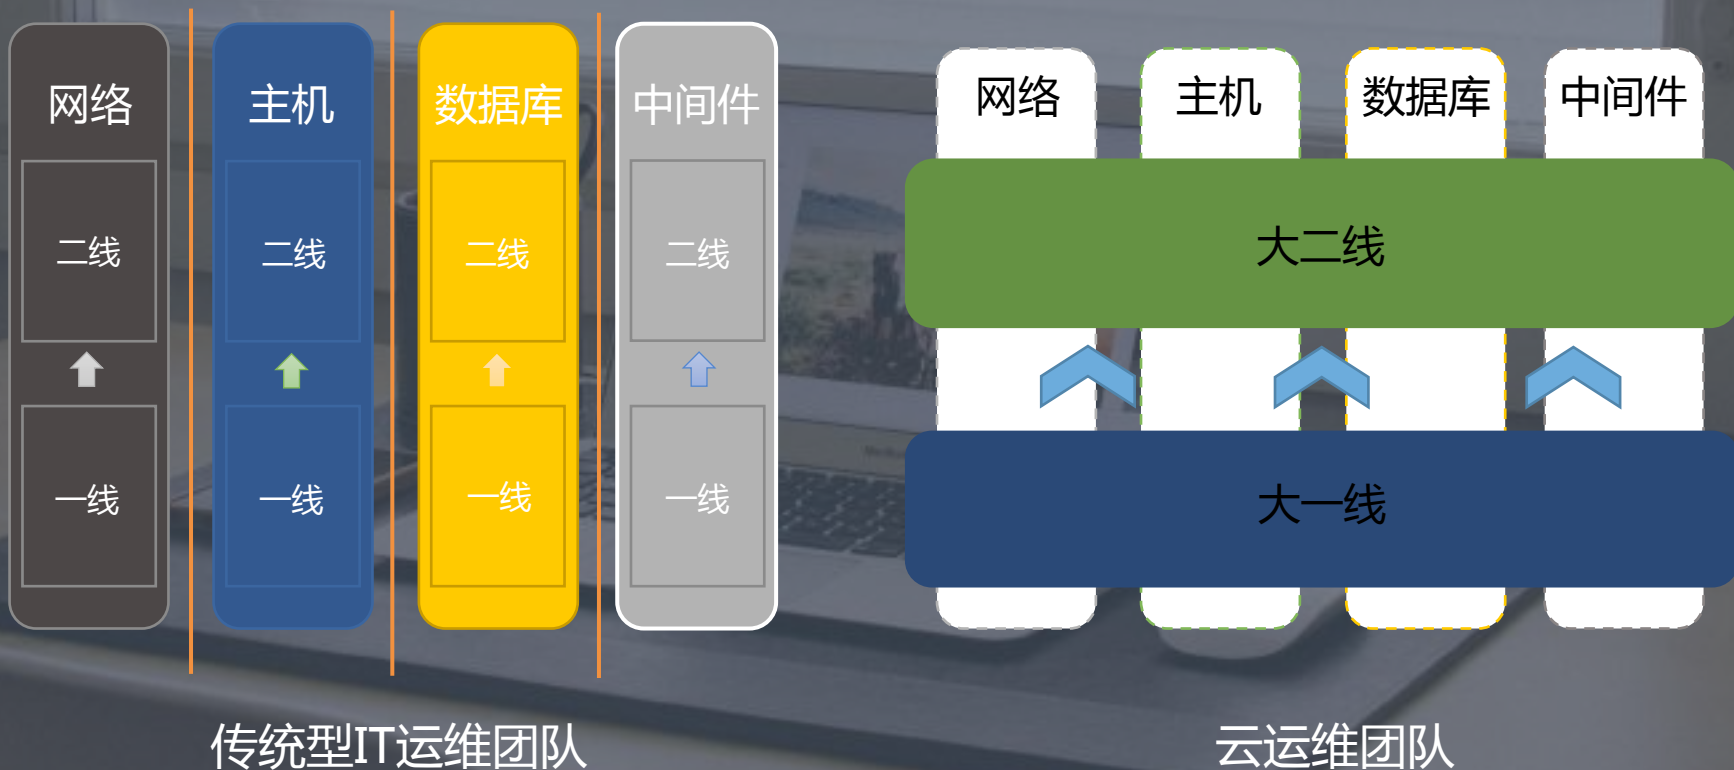 网络
主机
数据库
中间件
二线
二线
二线
二线
一线
一线
一线
一线
传统型IT运维团队
网络
主机
数据库
中间件
大二线
大一线
云运维团队